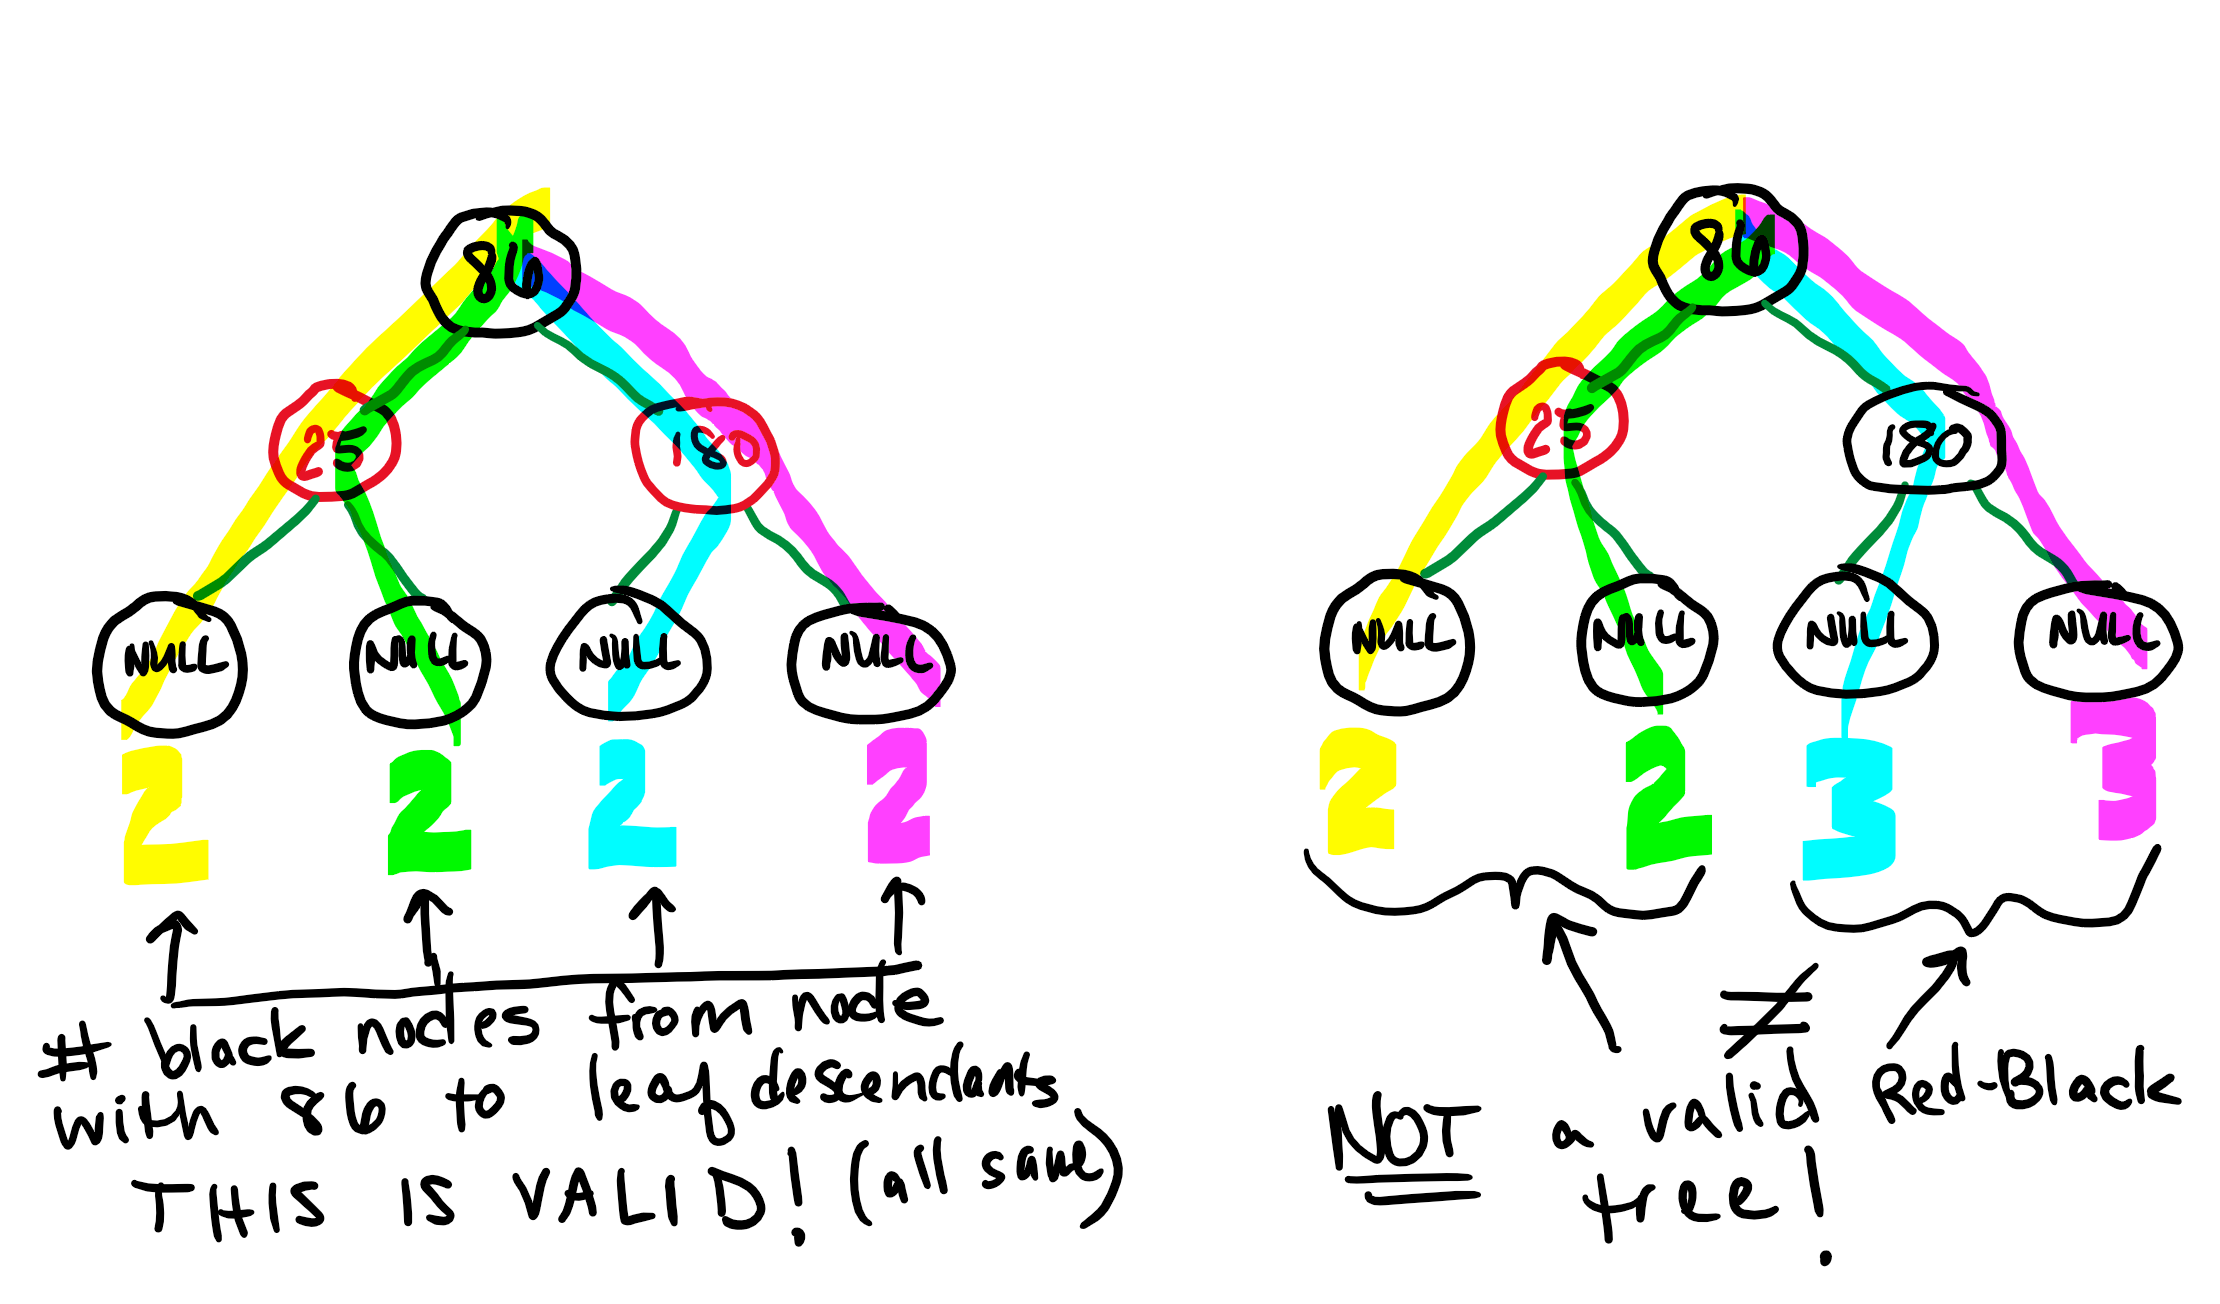 86
25
180
NULL NULL NULL NULL
2 2 2 2
# black nodes from node
with 86 to leaf descendants
THIS IS VALID! (all same)
86
25
180
NULL NULL NULL NULL
2 2 3 3
≠
NOT a valid Red-Black
tree!